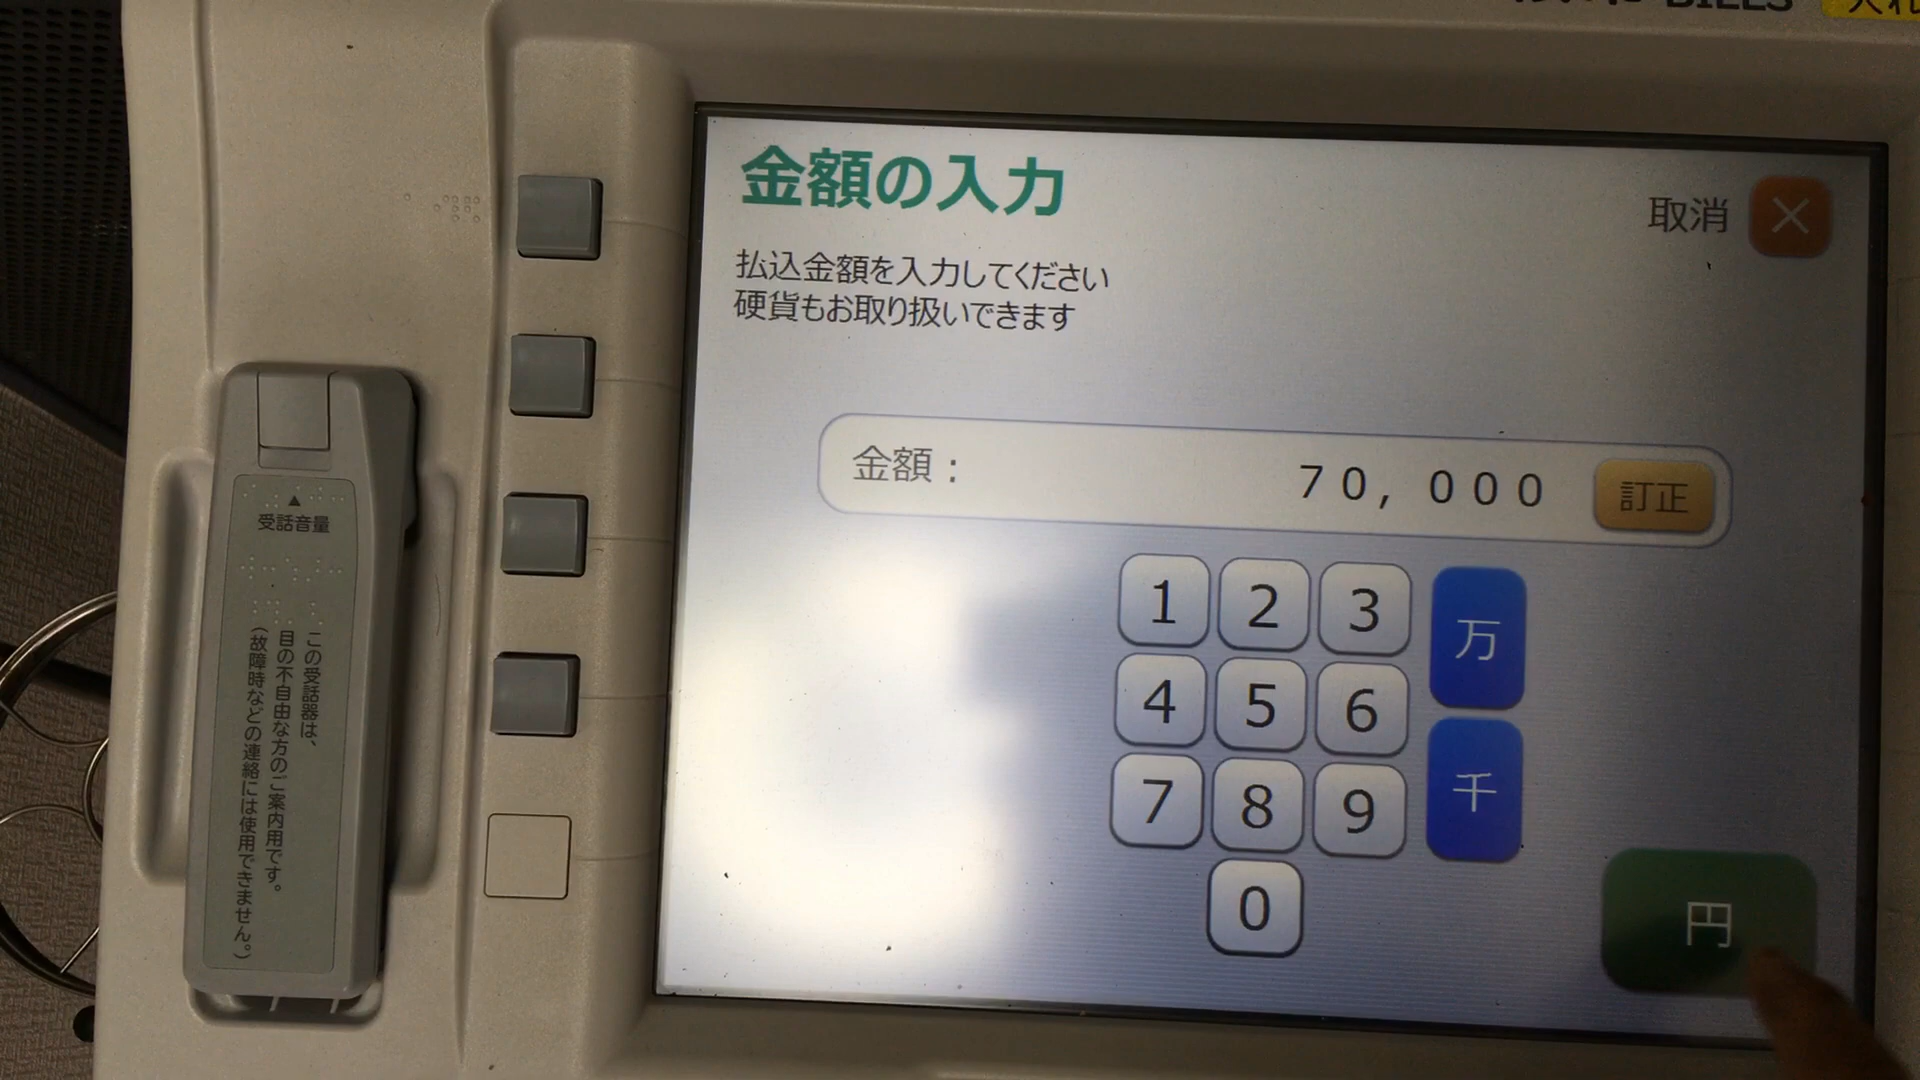 BILLS
金額の入力
取消
払込金額を入力してください
硬貨もお取り扱いできます
金額： 70,000 訂正
1 2 3 万
4 5 6
7 8 9 千
0
円
▲
受話音量
この受話器は、
目の不自由な方のご案内用です。
（故障時などの連絡には使用できません。）